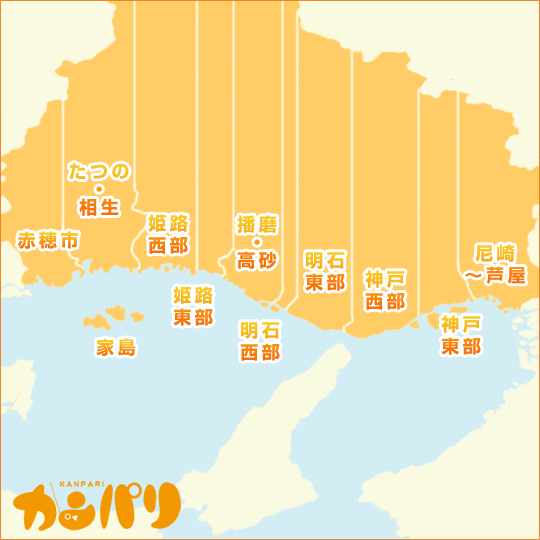 たつの
・
相生
赤穂市
姫路
西部
播磨
・
高砂
明石
東部
神戸
西部
尼崎
~芦屋
姫路
東部
明石
西部
神戸
東部
家島
KANPARI
カンパリ